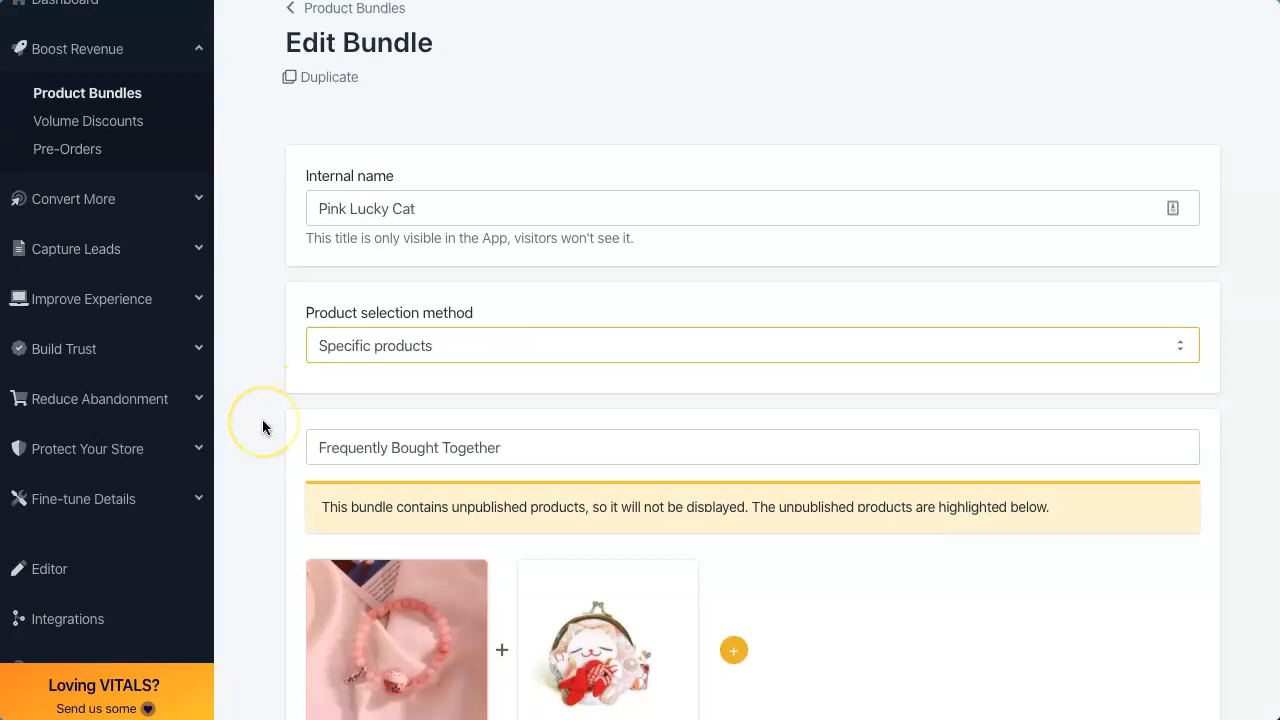 Dashboard
Boost Revenue
Product Bundles
Volume Discounts
Pre-Orders
Convert More
Capture Leads
Improve Experience
Build Trust
Reduce Abandonment
Protect Your Store
Fine-tune Details
Editor
Integrations
Loving VITALS?
Send us some
Product Bundles
Edit Bundle
Duplicate
Internal name
Pink Lucky Cat
This title is only visible in the App, visitors won't see it.
Product selection method
Specific products
Frequently Bought Together
This bundle contains unpublished products, so it will not be displayed. The unpublished products are highlighted below.
+
+